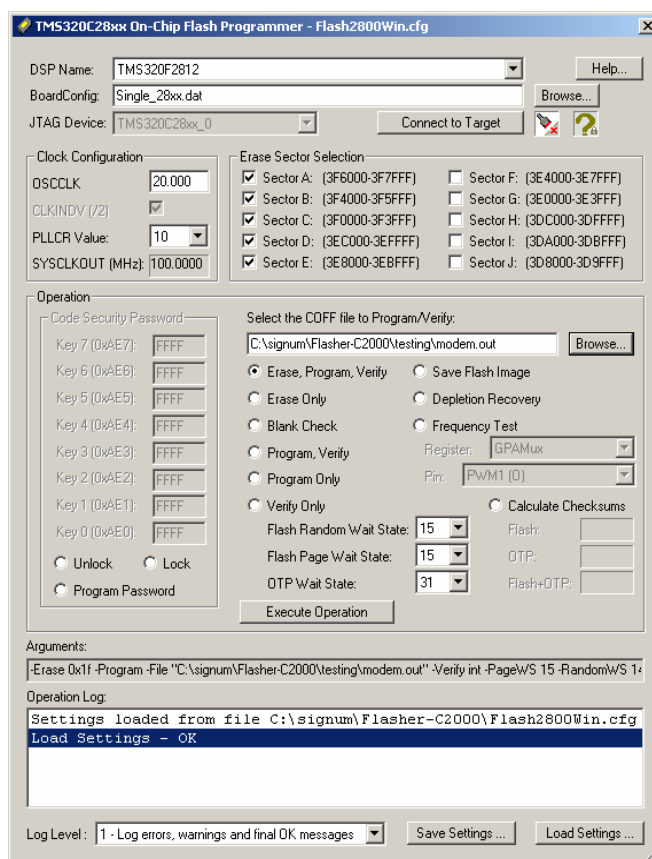 TMS320C28xx On-Chip Flash Programmer - Flash2800Win.cfg
DSP Name: TMS320F2812 Help...
BoardConfig: Single_28xx.dat Browse...
JTAG Device: TMS320C28xx_0 Connect to Target
Clock Configuration
OSCCLK 20.000
CLKINDV (/2)
PLLCR Value: 10
SYSCLKOUT (MHz): 100.0000
Erase Sector Selection
Sector A: (3F6000-3F7FFF) Sector F: (3E4000-3E7FFF)
Sector B: (3F4000-3F5FFF) Sector G: (3E0000-3E3FFF)
Sector C: (3F0000-3F3FFF) Sector H: (3DC000-3DFFFF)
Sector D: (3EC000-3EFFFF) Sector I: (3DA000-3DBFFF)
Sector E: (3E8000-3EBFFF) Sector J: (3D8000-3D9FFF)
Operation
Code Security Password
Key 7 (0xAE7): FFFF
Key 6 (0xAE6): FFFF
Key 5 (0xAE5): FFFF
Key 4 (0xAE4): FFFF
Key 3 (0xAE3): FFFF
Key 2 (0xAE2): FFFF
Key 1 (0xAE1): FFFF
Key 0 (0xAE0): FFFF
Unlock Lock
Program Password
Select the COFF file to Program/Verify:
C:\signum\Flasher-C2000\testing\modem.out Browse...
Erase, Program, Verify Save Flash Image
Erase Only Depletion Recovery
Blank Check Frequency Test
Program, Verify Register: GPAMux
Program Only Pin: PWM1 (0)
Verify Only Calculate Checksums
Flash Random Wait State: 15 Flash:
Flash Page Wait State: 15 OTP:
OTP Wait State: 31 Flash+OTP:
Execute Operation
Arguments:
-Erase 0x1f -Program -File "C:\signum\Flasher-C2000\testing\modem.out" -Verify int -PageWS 15 -RandomWS 14
Operation Log:
Settings loaded from file C:\signum\Flasher-C2000\Flash2800Win.cfg
Load Settings - OK
Log Level : 1 - Log errors, warnings and final OK messages Save Settings ... Load Settings ...